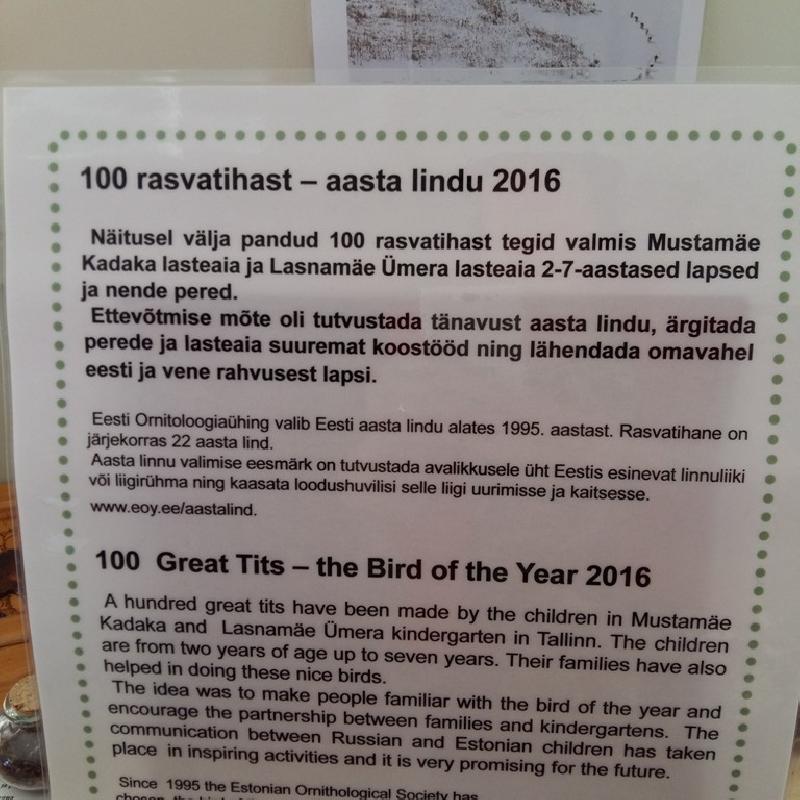 100 rasvatihast – aasta lindu 2016
Näitusel välja pandud 100 rasvatihast tegid valmis Mustamäe
Kadaka lasteaia ja Lasnamäe Ümera lasteaia 2-7-aastased lapsed
ja nende pered.
Ettevõtmise mõte oli tutvustada tänavust aasta lindu, ärgitada
perede ja lasteaia suuremat koostööd ning lähendada omavahel
eesti ja vene rahvusest lapsi.
Eesti Ornitoloogiaühing valib Eesti aasta lindu alates 1995. aastast. Rasvatihane on
järjekorras 22 aasta lind.
Aasta linnu valimise eesmärk on tutvustada avalikkusele üht Eestis esinevat linnuliiki
või liigirühma ning kaasata loodushuvilisi selle liigi uurimisse ja kaitsesse.
www.eoy.ee/aastalind.
100 Great Tits – the Bird of the Year 2016
A hundred great tits have been made by the children in Mustamäe
Kadaka and Lasnamäe Ümera kindergarten in Tallinn. The children
are from two years of age up to seven years. Their families have also
helped in doing these nice birds.
The idea was to make people familiar with the bird of the year and
encourage the partnership between families and kindergartens. The
communication between Russian and Estonian children has taken
place in inspiring activities and it is very promising for the future.
Since 1995 the Estonian Ornithological Society has